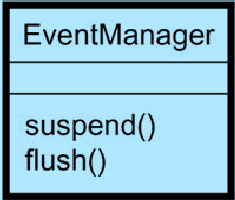 EventManager
suspend()
flush()